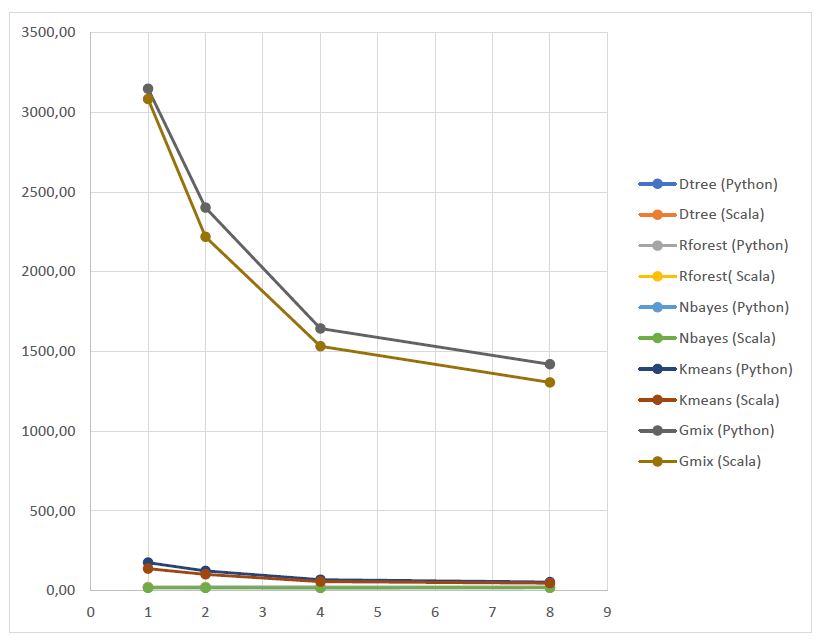 3500,00
3000,00
2500,00
2000,00
1500,00
1000,00
500,00
0,00
0 1 2 3 4 5 6 7 8 9
Dtree (Python)
Dtree (Scala)
Rforest (Python)
Rforest( Scala)
Nbayes (Python)
Nbayes (Scala)
Kmeans (Python)
Kmeans (Scala)
Gmix (Python)
Gmix (Scala)